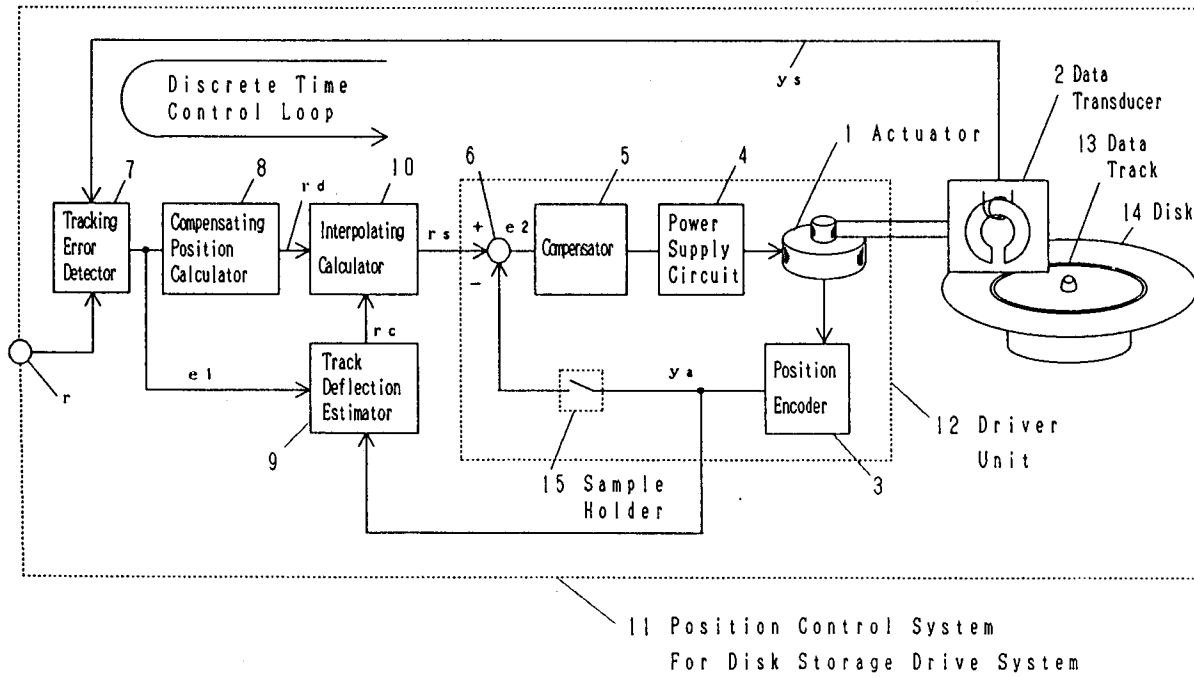 ys
Discrete Time
Control Loop
2 Data
Transducer
1 Actuator
13 Data
Track
14 Disk
7
8
10
6
5
4
rd
rs
+
e2
−
Tracking
Error
Detector
Compensating
Position
Calculator
Interpolating
Calculator
Compensator
Power
Supply
Circuit
rc
r
e1
Track
Deflection
Estimator
9
ya
Position
Encoder
3
15 Sample
Holder
12 Driver
Unit
11 Position Control System
For Disk Storage Drive System